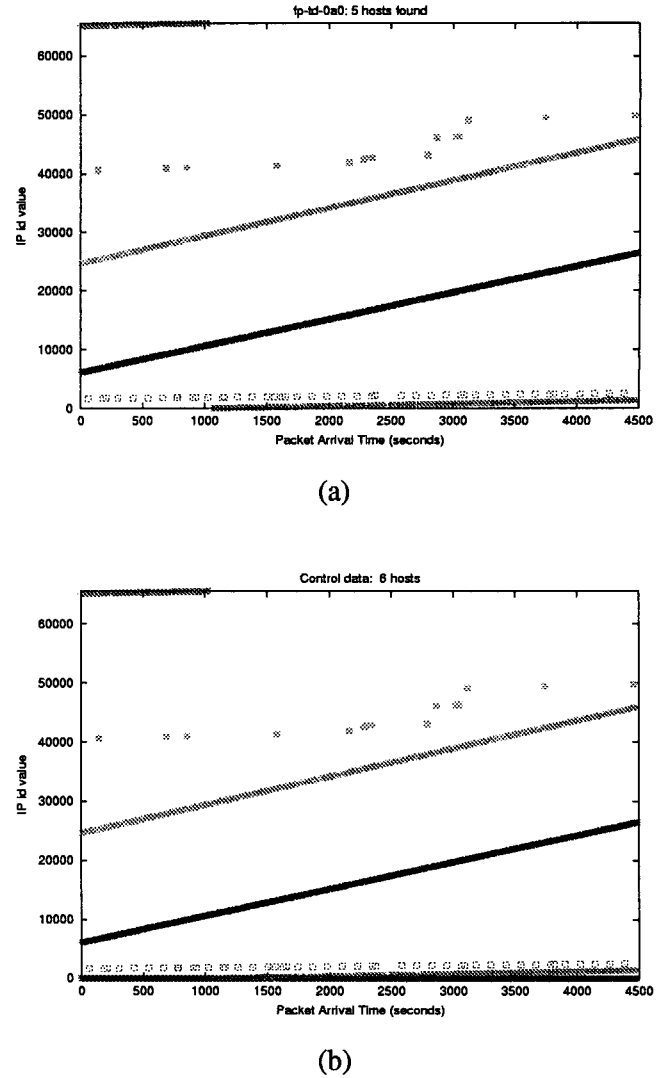 fp-td-0a0: 5 hosts found
60000
50000
40000
30000
20000
10000
0
IP id value
0 500 1000 1500 2000 2500 3000 3500 4000 4500
Packet Arrival Time (seconds)
(a)
Control data: 6 hosts
60000
50000
40000
30000
20000
10000
0
IP id value
0 500 1000 1500 2000 2500 3000 3500 4000 4500
Packet Arrival Time (seconds)
(b)